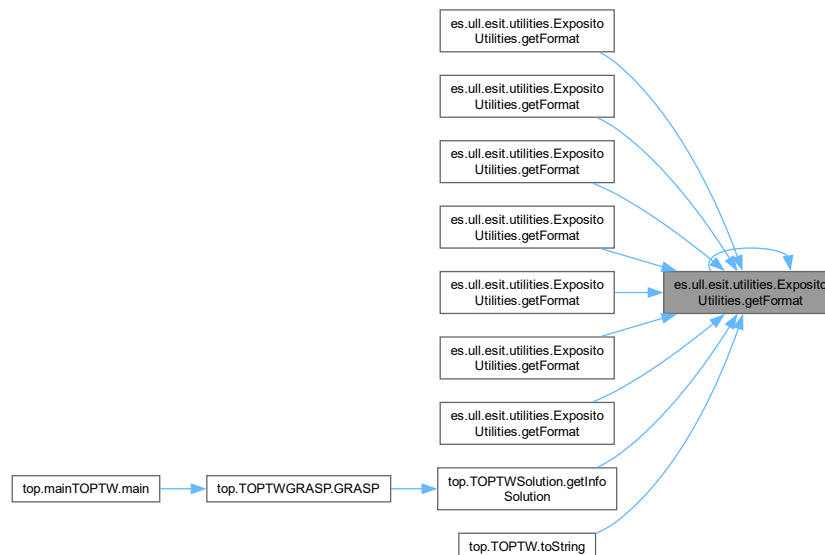 es.ull.esit.utilities.Exposito
Utilities.getFormat
es.ull.esit.utilities.Exposito
Utilities.getFormat
es.ull.esit.utilities.Exposito
Utilities.getFormat
es.ull.esit.utilities.Exposito
Utilities.getFormat
es.ull.esit.utilities.Exposito
Utilities.getFormat
es.ull.esit.utilities.Exposito
Utilities.getFormat
es.ull.esit.utilities.Exposito
Utilities.getFormat
es.ull.esit.utilities.Exposito
Utilities.getFormat
top.mainTOPTW.main
top.TOPTWGRASP.GRASP
top.TOPTWSolution.getInfo
Solution
top.TOPTW.toString